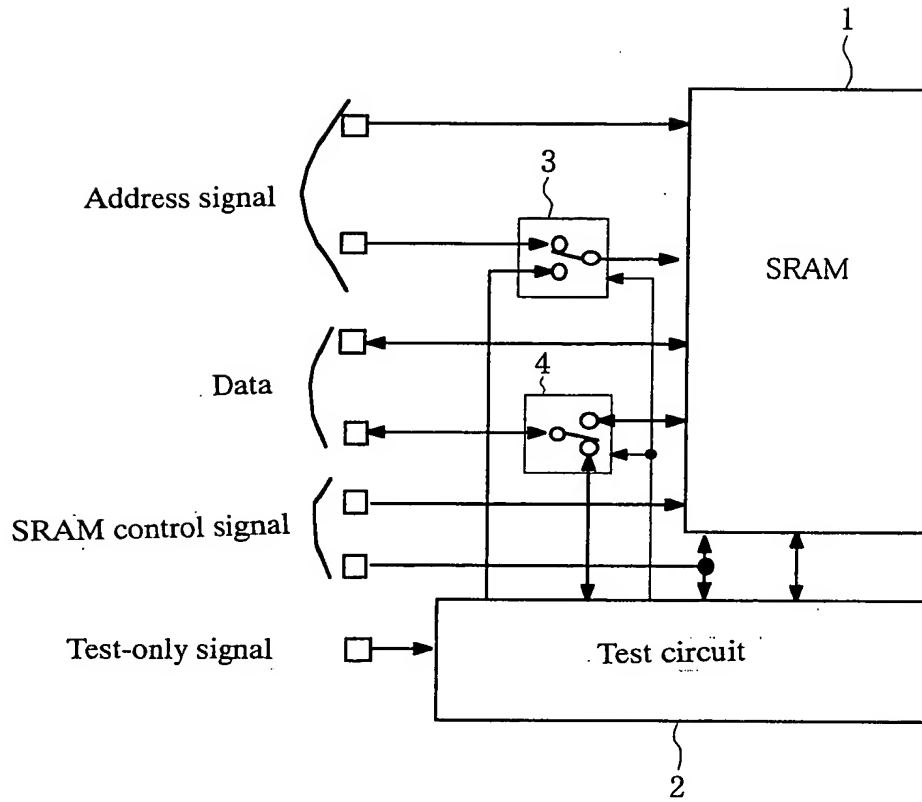 1
Address signal
3
SRAM
Data
4
SRAM control signal
Test-only signal
Test circuit
2